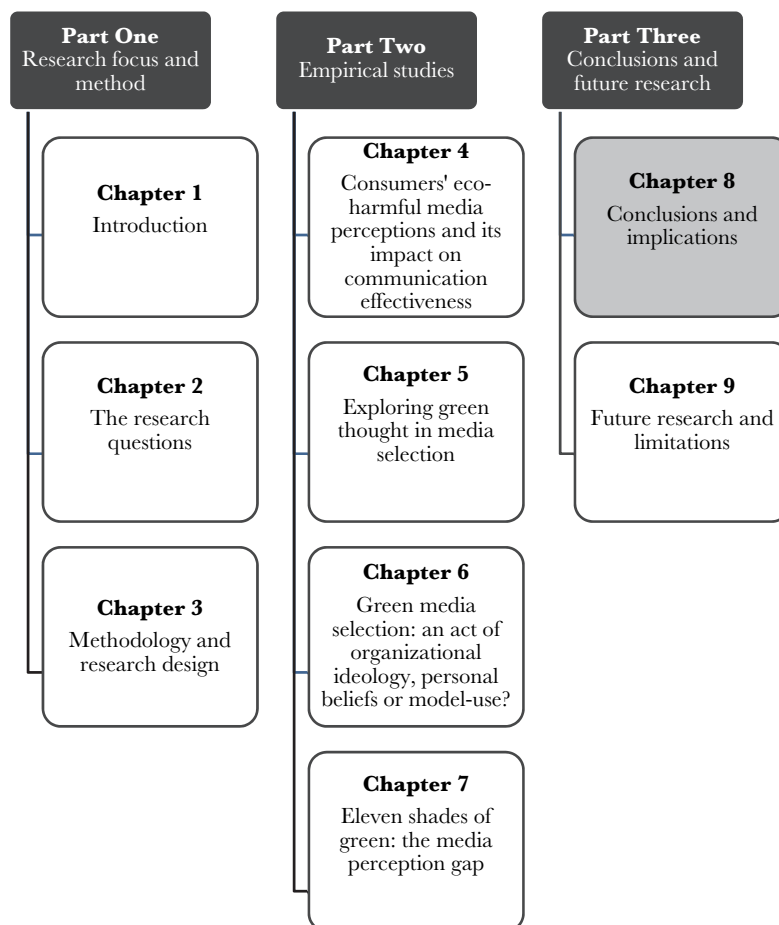 Part One
Research focus and
method
Chapter 1
Introduction
Chapter 2
The research
questions
Chapter 3
Methodology and
research design
Part Two
Empirical studies
Chapter 4
Consumers' eco-
harmful media
perceptions and its
impact on
communication
effectiveness
Chapter 5
Exploring green
thought in media
selection
Chapter 6
Green media
selection: an act of
organizational
ideology, personal
beliefs or model-use?
Chapter 7
Eleven shades of
green: the media
perception gap
Part Three
Conclusions and
future research
Chapter 8
Conclusions and
implications
Chapter 9
Future research and
limitations